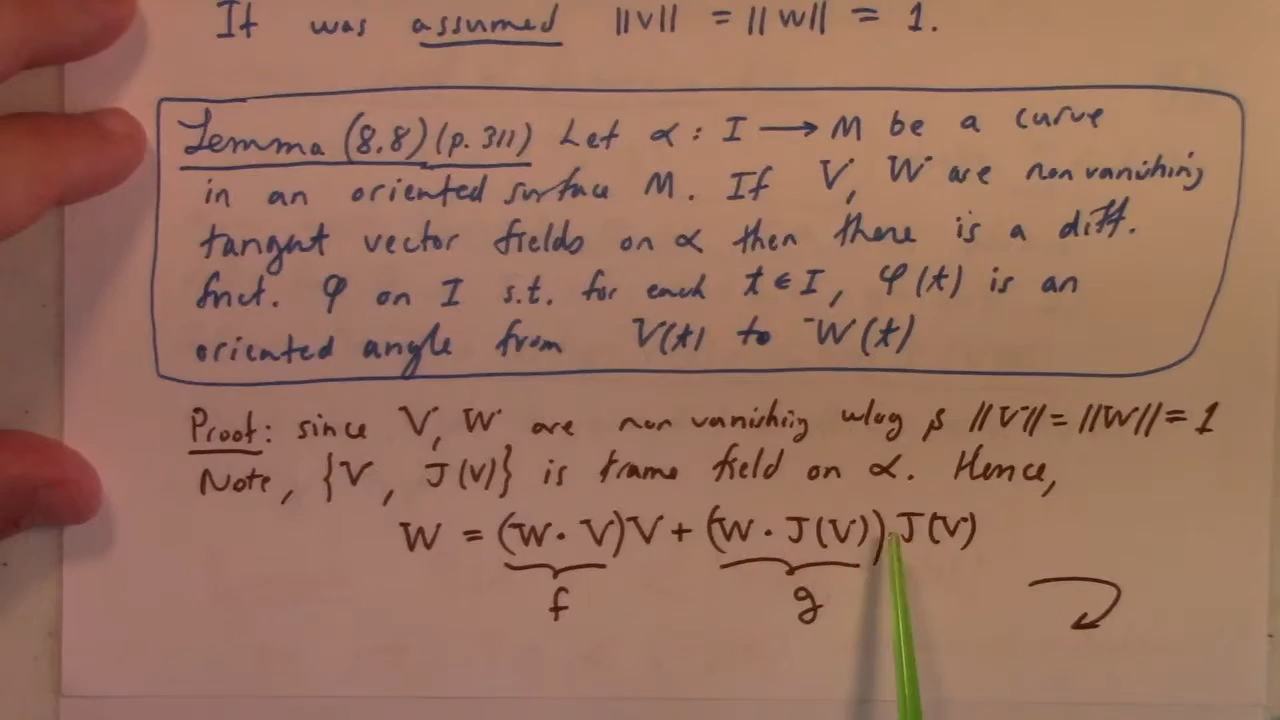 It was assumed ||V|| = ||W|| = 1.
Lemma (8.8) (p. 311) Let α : I → M be a curve
in an oriented surface M. If V, W are nonvanishing
tangent vector fields on α then there is a diff.
fnct. φ on I s.t. for each t ∈ I, φ(t) is an
oriented angle from V(t) to W(t)
Proof: since V, W are nonvanishing wlog ||V|| = ||W|| = 1
Note, {V, J(V)} is frame field on α. Hence,
W = (W · V)V + (W · J(V)) J(V)
f g